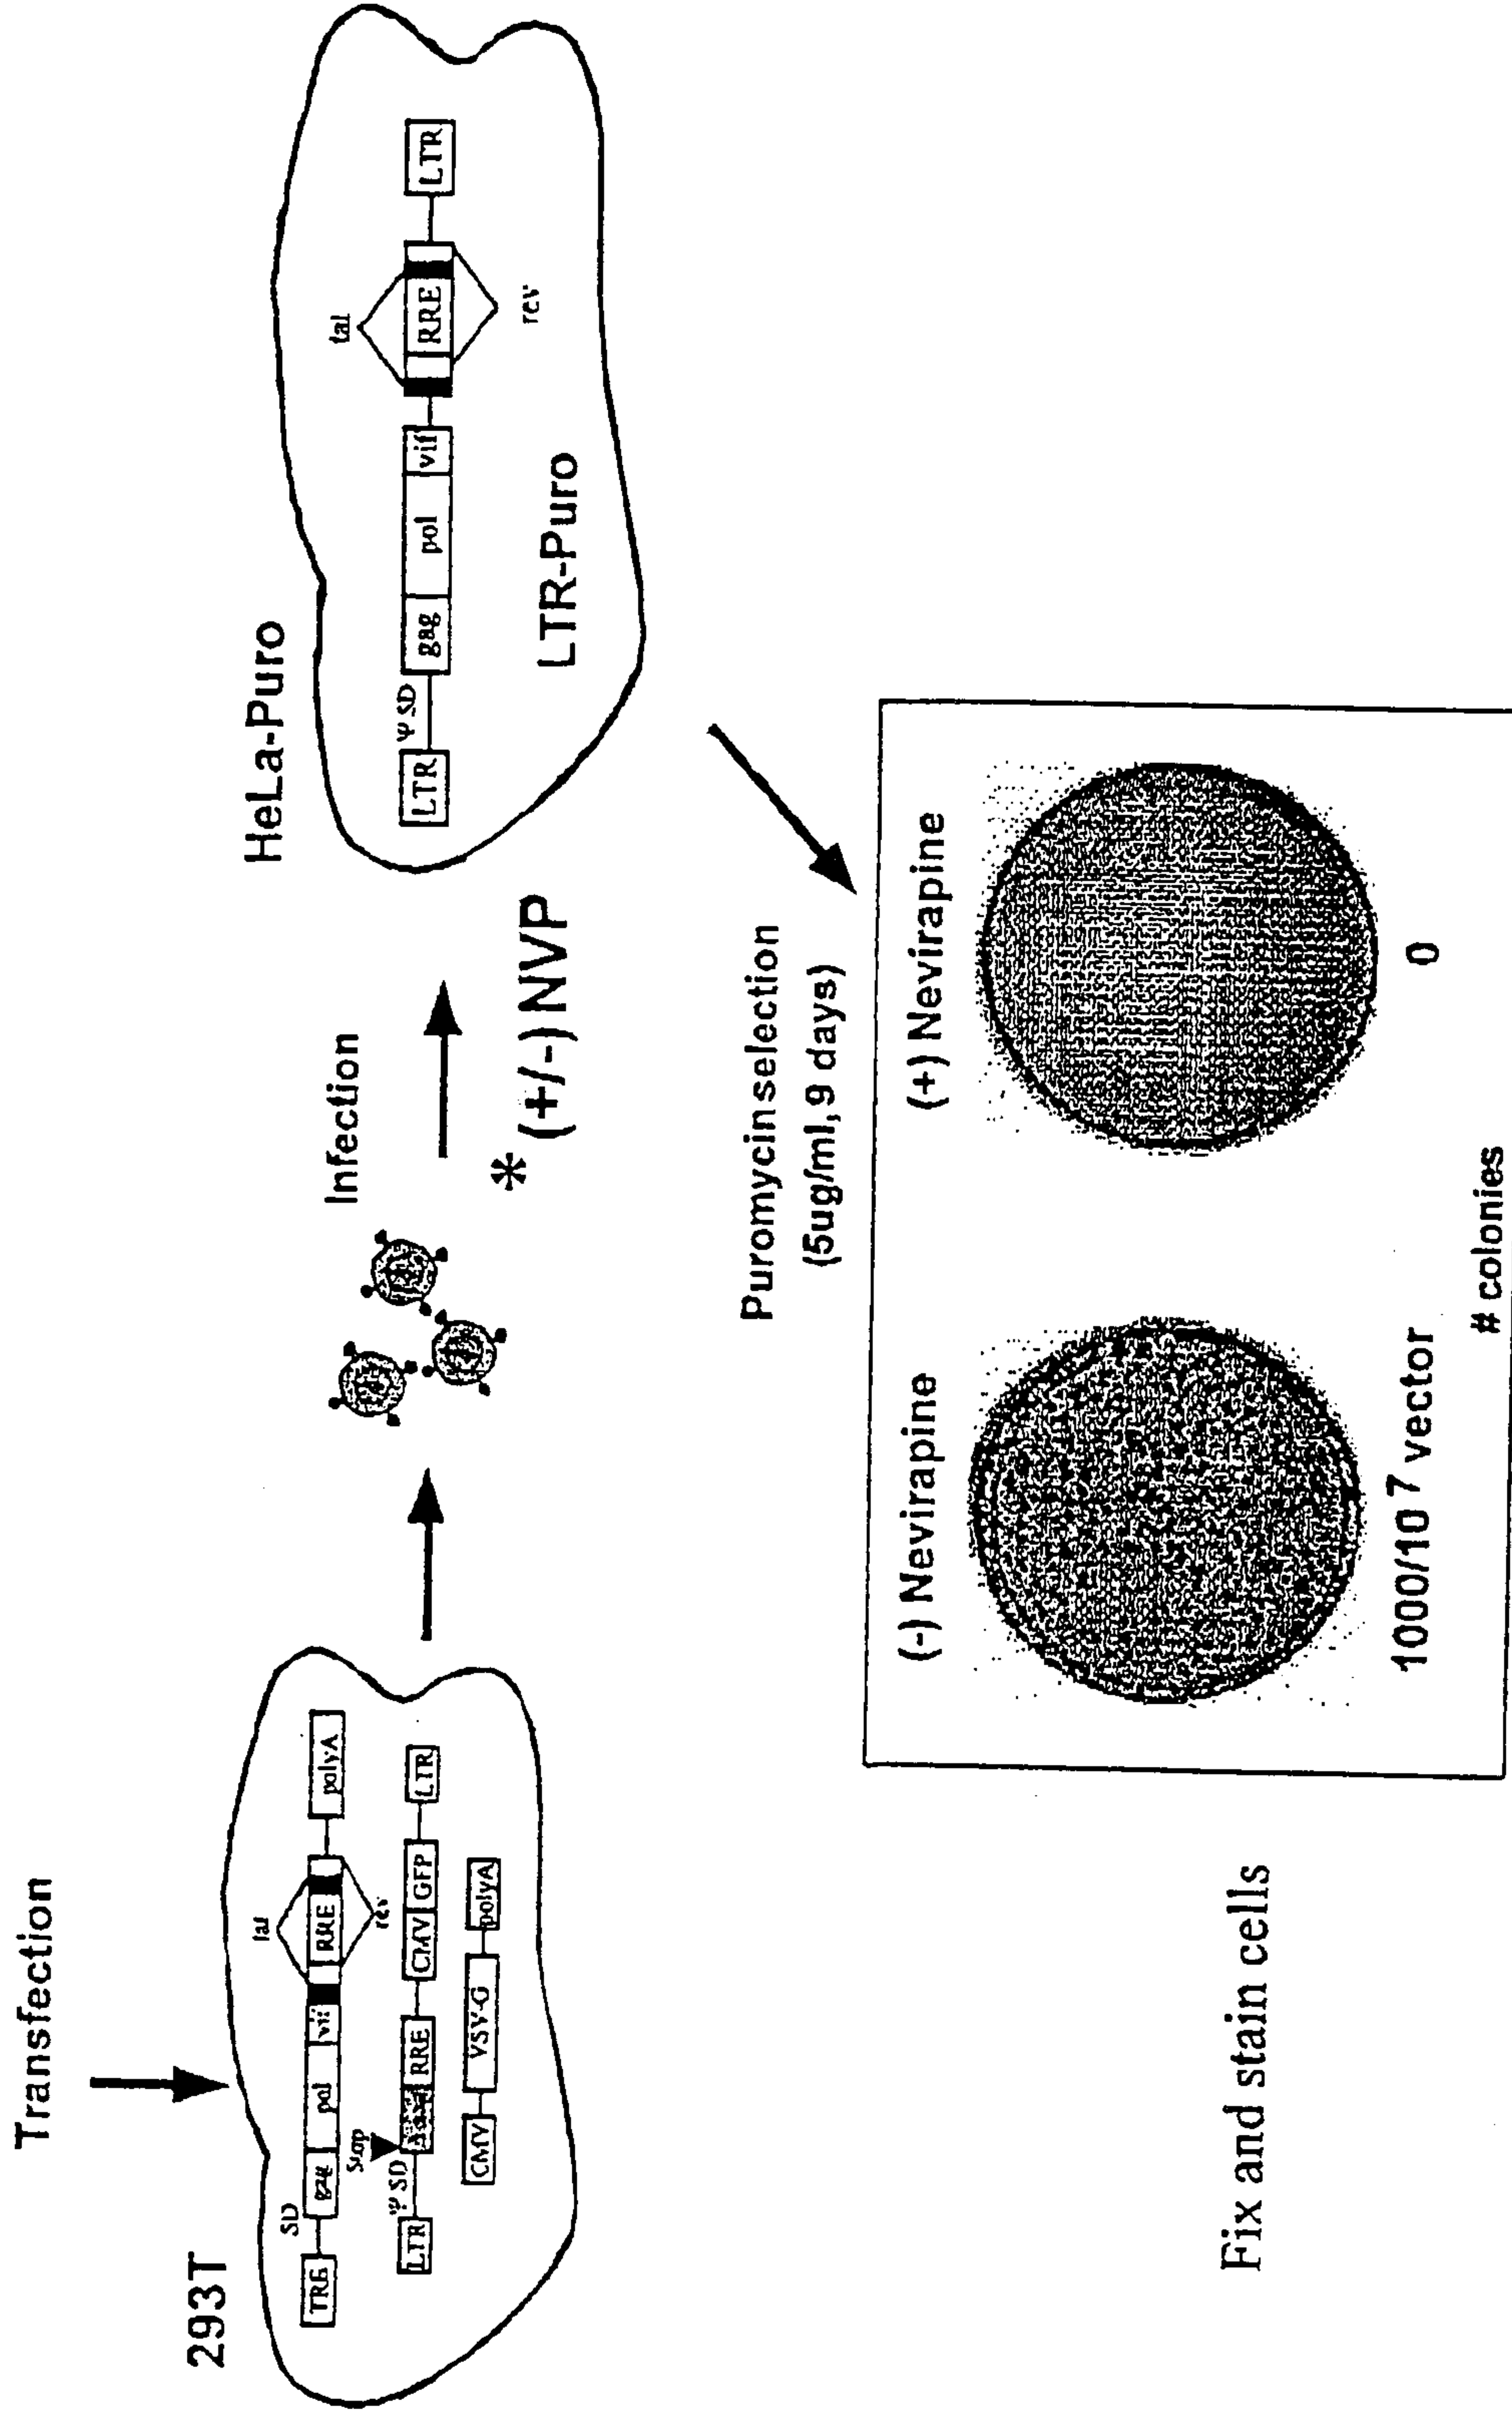 Transfection
293T
SD
TRE gag pol vif RRE polyA
rev
Stop
LTR Ψ SD RRE CMV GFP LTR
CMV VSV-G polyA
Infection
* (+/-) NVP
HeLa-Puro
tat
LTR Ψ SD gag pol vif RRE LTR
rev
LTR-Puro
Puromycin selection
(5ug/ml, 9 days)
(-) Nevirapine
(+) Nevirapine
1000/10 7 vector
0
# colonies
Fix and stain cells